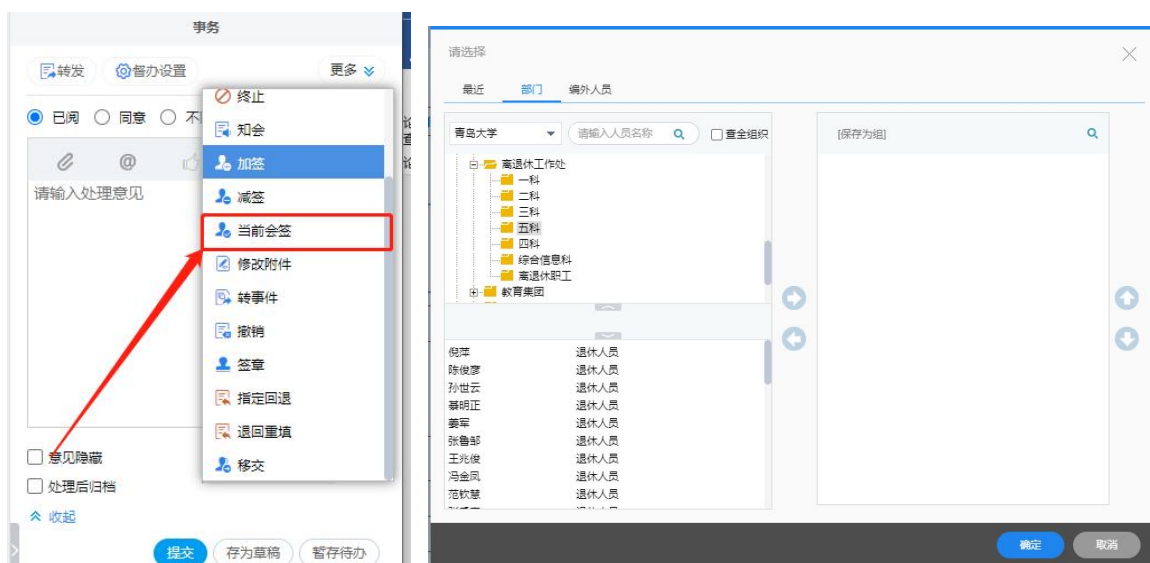 事务
转发
督办设置
更多
已阅
同意
不
终止
知会
加签
减签
当前会签
修改附件
转事件
撤销
签章
指定回退
退回重填
移交
@
请输入处理意见
意见隐藏
处理后归档
收起
提交
存为草稿
暂存待办
请选择
最近
部门
编外人员
青岛大学
请输入人员名称
查全组织
[保存为组]
离退休工作处
一科
二科
三科
五科
四科
综合信息科
离退休职工
教育集团
倪萍 退休人员
陈俊彦 退休人员
孙世云 退休人员
綦明正 退休人员
姜军 退休人员
张鲁邹 退休人员
王兆俊 退休人员
冯金凤 退休人员
范钦慧 退休人员
确定
取消